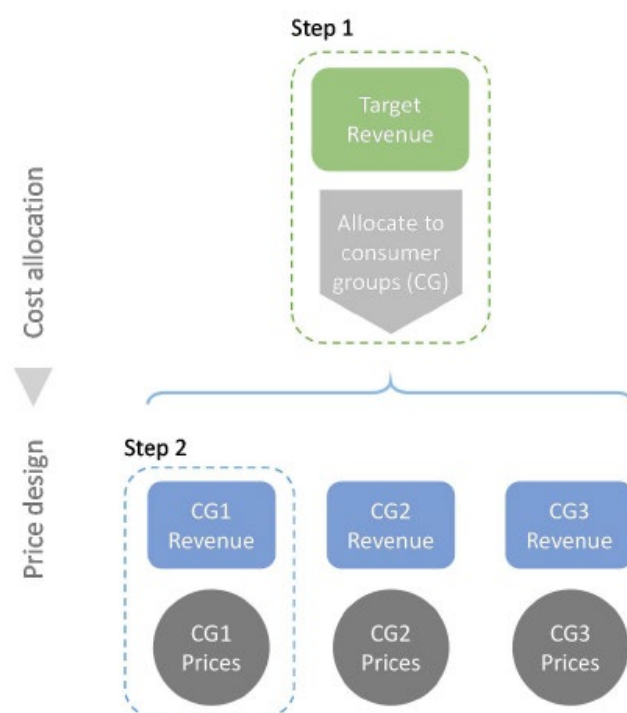 Step 1
Target
Revenue
Allocate to
consumer
groups (CG)
Cost allocation
Price design
Step 2
CG1
Revenue
CG2
Revenue
CG3
Revenue
CG1
Prices
CG2
Prices
CG3
Prices